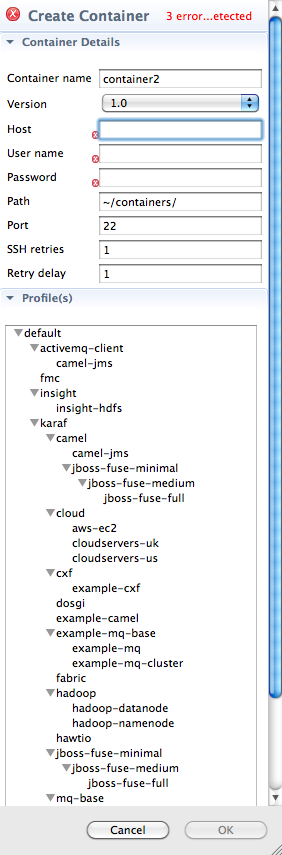 Create Container 3 error...etected
Container Details
Container name container2
Version 1.0
Host
User name
Password
Path ~/containers/
Port 22
SSH retries 1
Retry delay 1
Profile(s)
default
activemq-client
camel-jms
fmc
insight
insight-hdfs
karaf
camel
camel-jms
jboss-fuse-minimal
jboss-fuse-medium
jboss-fuse-full
cloud
aws-ec2
cloudservers-uk
cloudservers-us
cxf
example-cxf
dosgi
example-camel
example-mq-base
example-mq
example-mq-cluster
fabric
hadoop
hadoop-datanode
hadoop-namenode
hawtio
jboss-fuse-minimal
jboss-fuse-medium
jboss-fuse-full
mq-base
Cancel OK